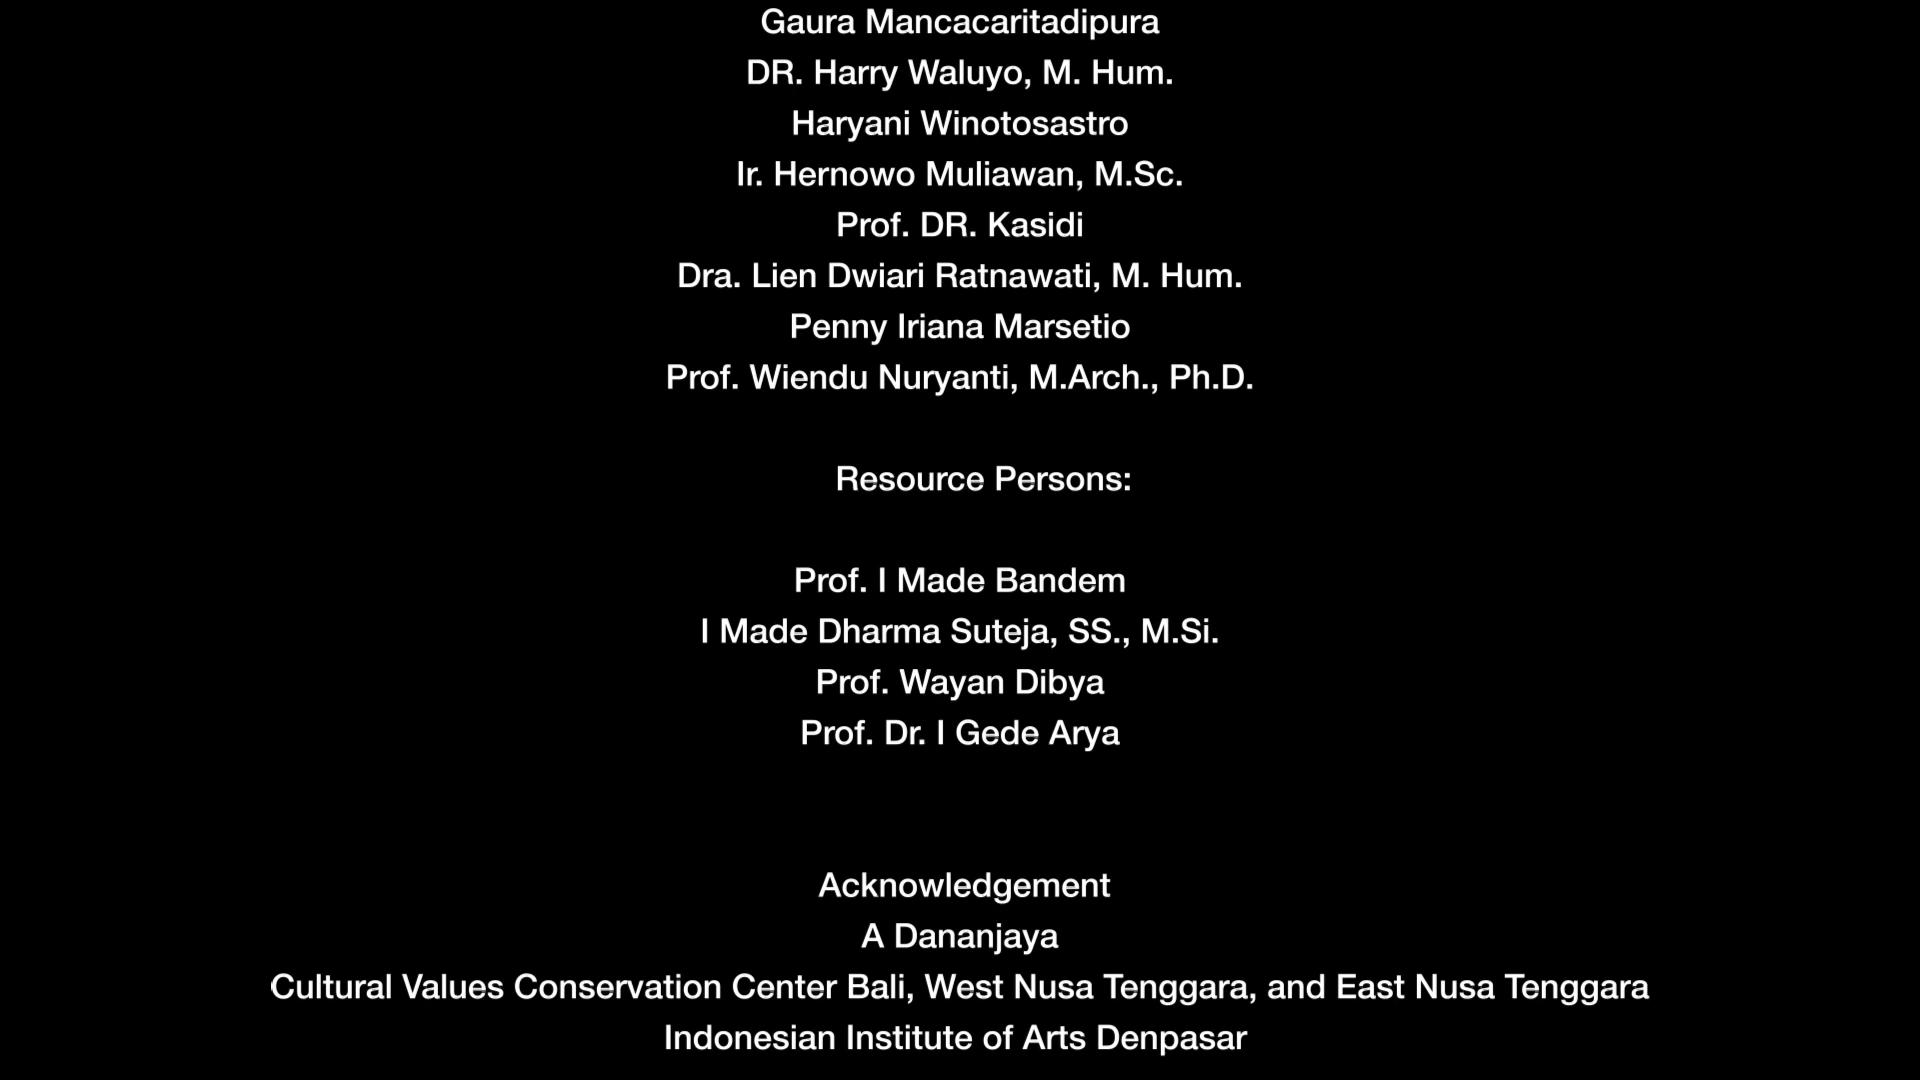 Gaura Mancacaritadipura
DR. Harry Waluyo, M. Hum.
Haryani Winotosastro
Ir. Hernowo Muliawan, M.Sc.
Prof. DR. Kasidi
Dra. Lien Dwiari Ratnawati, M. Hum.
Penny Iriana Marsetio
Prof. Wiendu Nuryanti, M.Arch., Ph.D.
Resource Persons:
Prof. I Made Bandem
I Made Dharma Suteja, SS., M.Si.
Prof. Wayan Dibya
Prof. Dr. I Gede Arya
Acknowledgement
A Dananjaya
Cultural Values Conservation Center Bali, West Nusa Tenggara, and East Nusa Tenggara
Indonesian Institute of Arts Denpasar